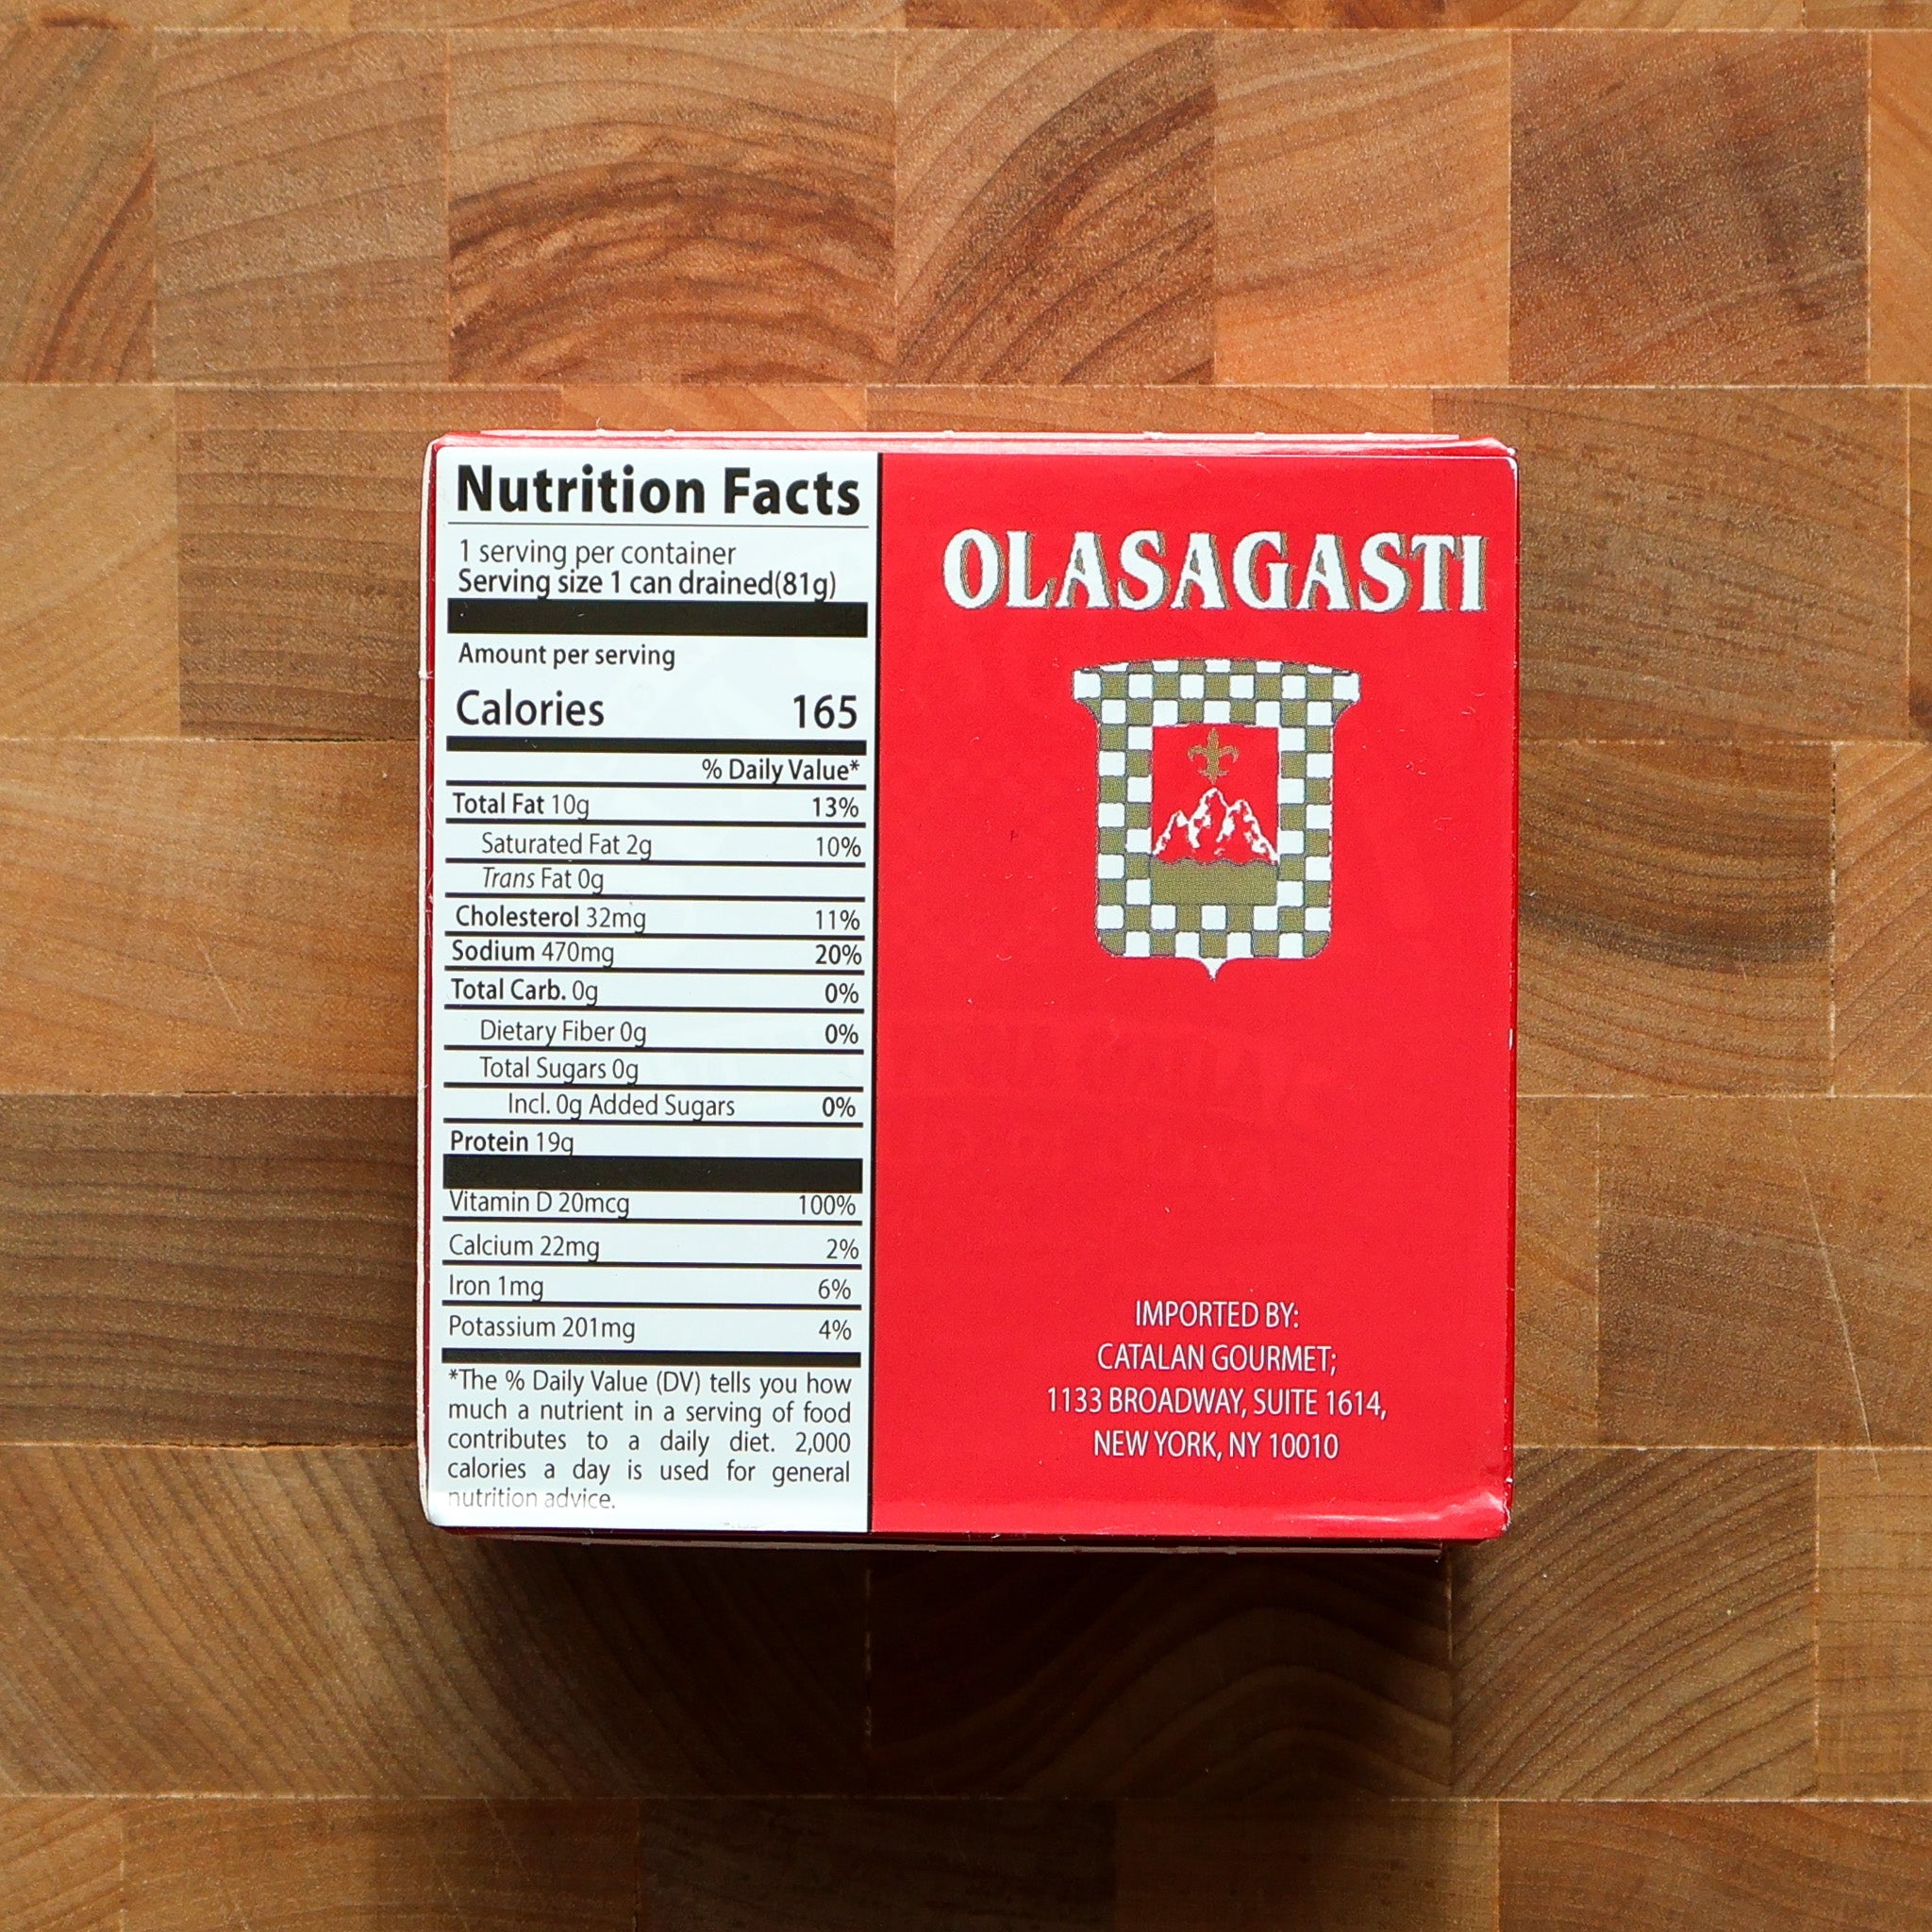 Nutrition Facts
1 serving per container
Serving size 1 can drained(81g)
Amount per serving
Calories 165
% Daily Value*
Total Fat 10g 13%
Saturated Fat 2g 10%
Trans Fat 0g
Cholesterol 32mg 11%
Sodium 470mg 20%
Total Carb. 0g 0%
Dietary Fiber 0g 0%
Total Sugars 0g
Incl. 0g Added Sugars 0%
Protein 19g
Vitamin D 20mcg 100%
Calcium 22mg 2%
Iron 1mg 6%
Potassium 201mg 4%
*The % Daily Value (DV) tells you how
much a nutrient in a serving of food
contributes to a daily diet. 2,000
calories a day is used for general
nutrition advice.
OLASAGASTI
IMPORTED BY:
CATALAN GOURMET;
1133 BROADWAY, SUITE 1614,
NEW YORK, NY 10010